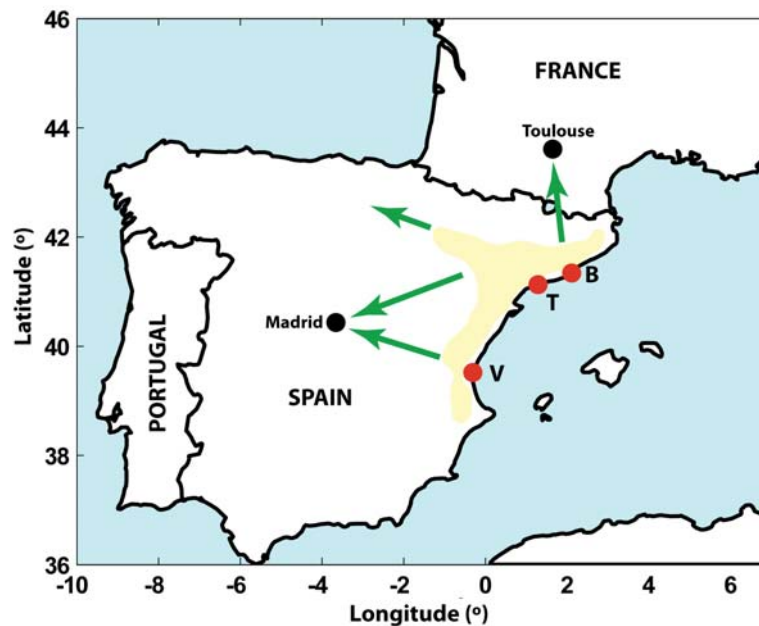 46
FRANCE
Toulouse
44
42
B
T
Latitude (º)
Madrid
40
V
PORTUGAL
SPAIN
38
36
-10
-8
-6
-4
-2
0
2
4
6
Longitude (º)